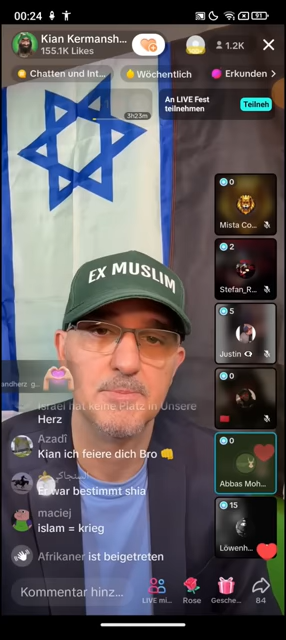 00:24
91
Kian Kermansh...
155.1K Likes
1.2K
Chatten und Int...
Wöchentlich
Erkunden
An LIVE Fest
teilnehmen
Teilneh
3h23m
0
Mista Co...
EX MUSLIM
2
Stefan_R...
5
Justin
andherz g...
0
Israel hat keine Platz in Unsere
Herz
Azadî
Kian ich feiere dich Bro 👊
0
Abbas Moh...
Er war bestimmt shia
maciej
islam = krieg
15
Löwenh...
Afrikaner ist beigetreten
Kommentar hinz...
LIVE mi...
Rose
Gesche...
84